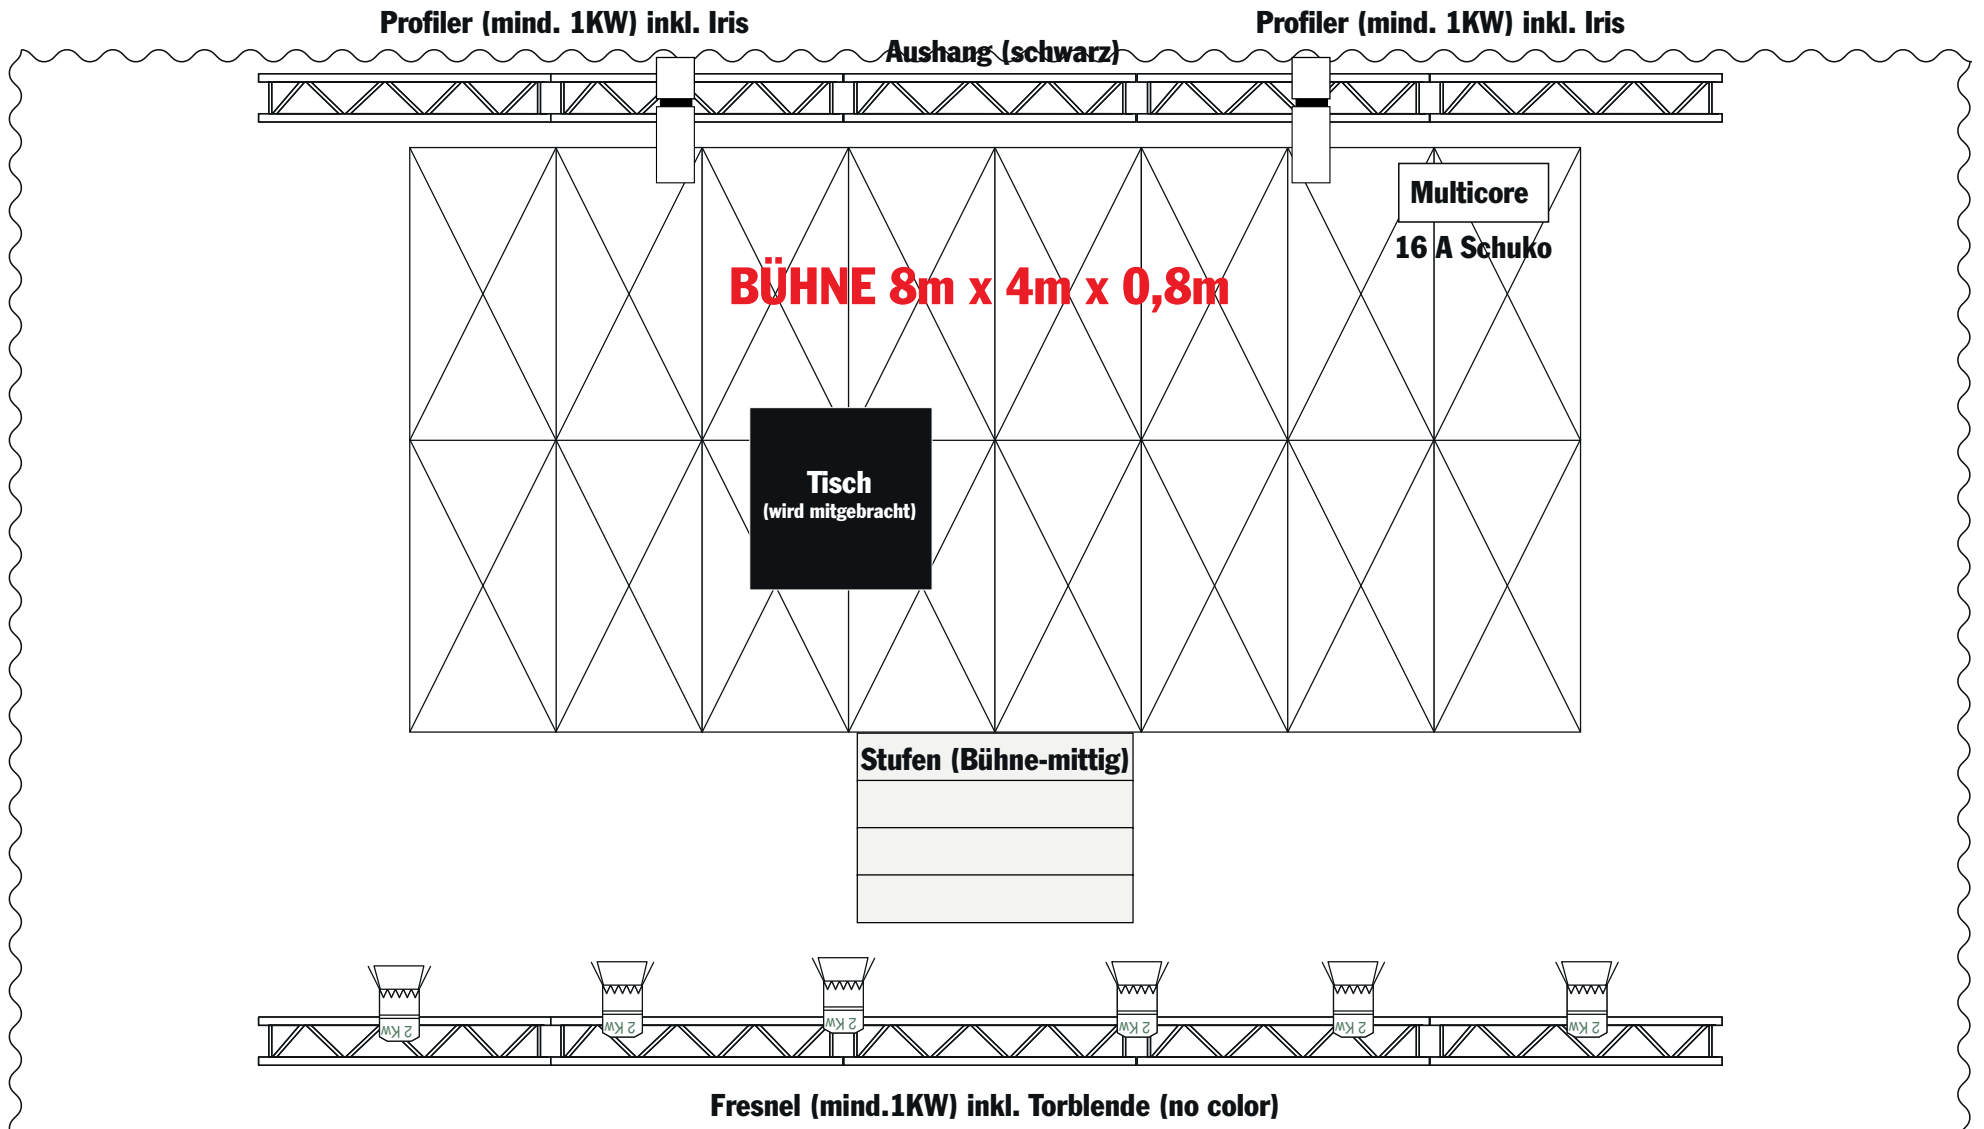 Profiler (mind. 1KW) inkl. Iris
Profiler (mind. 1KW) inkl. Iris
Aushang (schwarz)
Multicore
16 A Schuko
BÜHNE 8m x 4m x 0,8m
Tisch
(wird mitgebracht)
Stufen (Bühne-mittig)
2 Kw
2 Kw
2 Kw
2 Kw
2 Kw
2 Kw
Fresnel (mind.1KW) inkl. Torblende (no color)